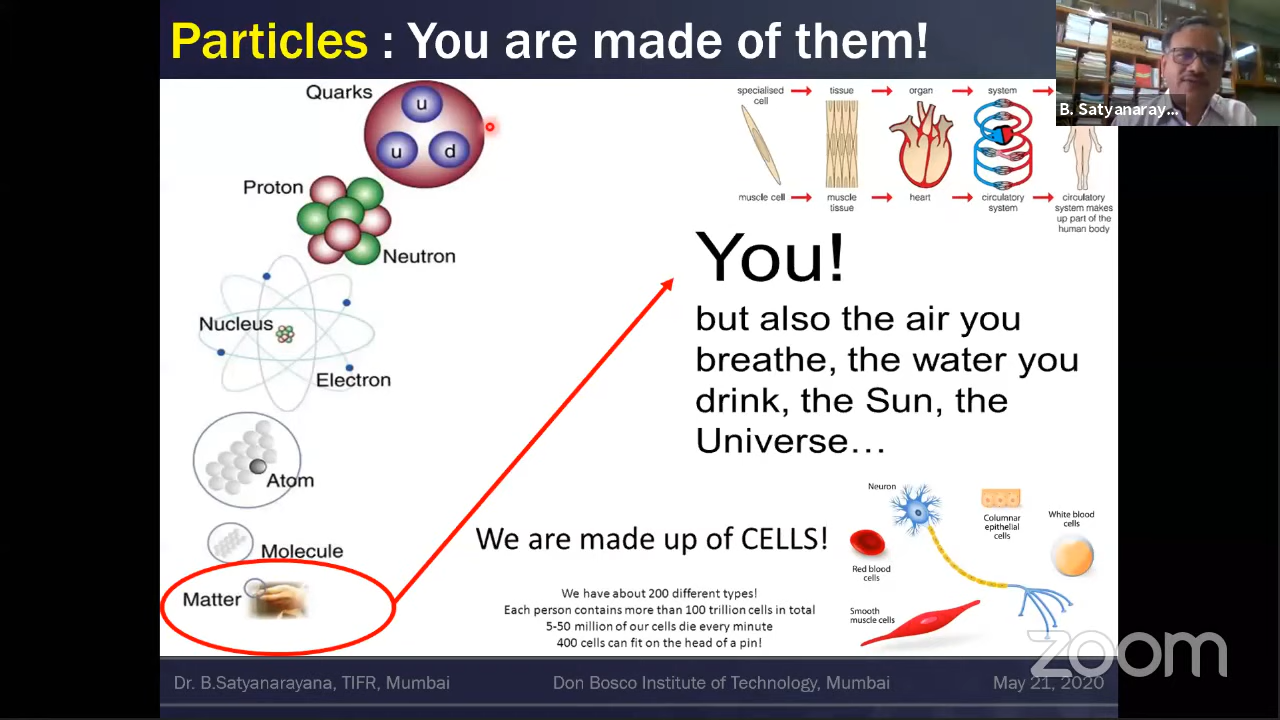 Particles : You are made of them!
B. Satyanaray...
Quarks
u
u
d
Proton
Neutron
Nucleus
Electron
Atom
Molecule
Matter
specialised
cell
tissue
organ
system
muscle cell
muscle
tissue
heart
circulatory
system
circulatory
system makes
up part of the
human body
You!
but also the air you
breathe, the water you
drink, the Sun, the
Universe...
We are made up of CELLS!
We have about 200 different types!
Each person contains more than 100 trillion cells in total
5-50 million of our cells die every minute
400 cells can fit on the head of a pin!
Neuron
Columnar
epithelial
cells
White blood
cells
Red blood
cells
Smooth
muscle cells
zoom
Dr. B.Satyanarayana, TIFR, Mumbai
Don Bosco Institute of Technology, Mumbai
May 21, 2020